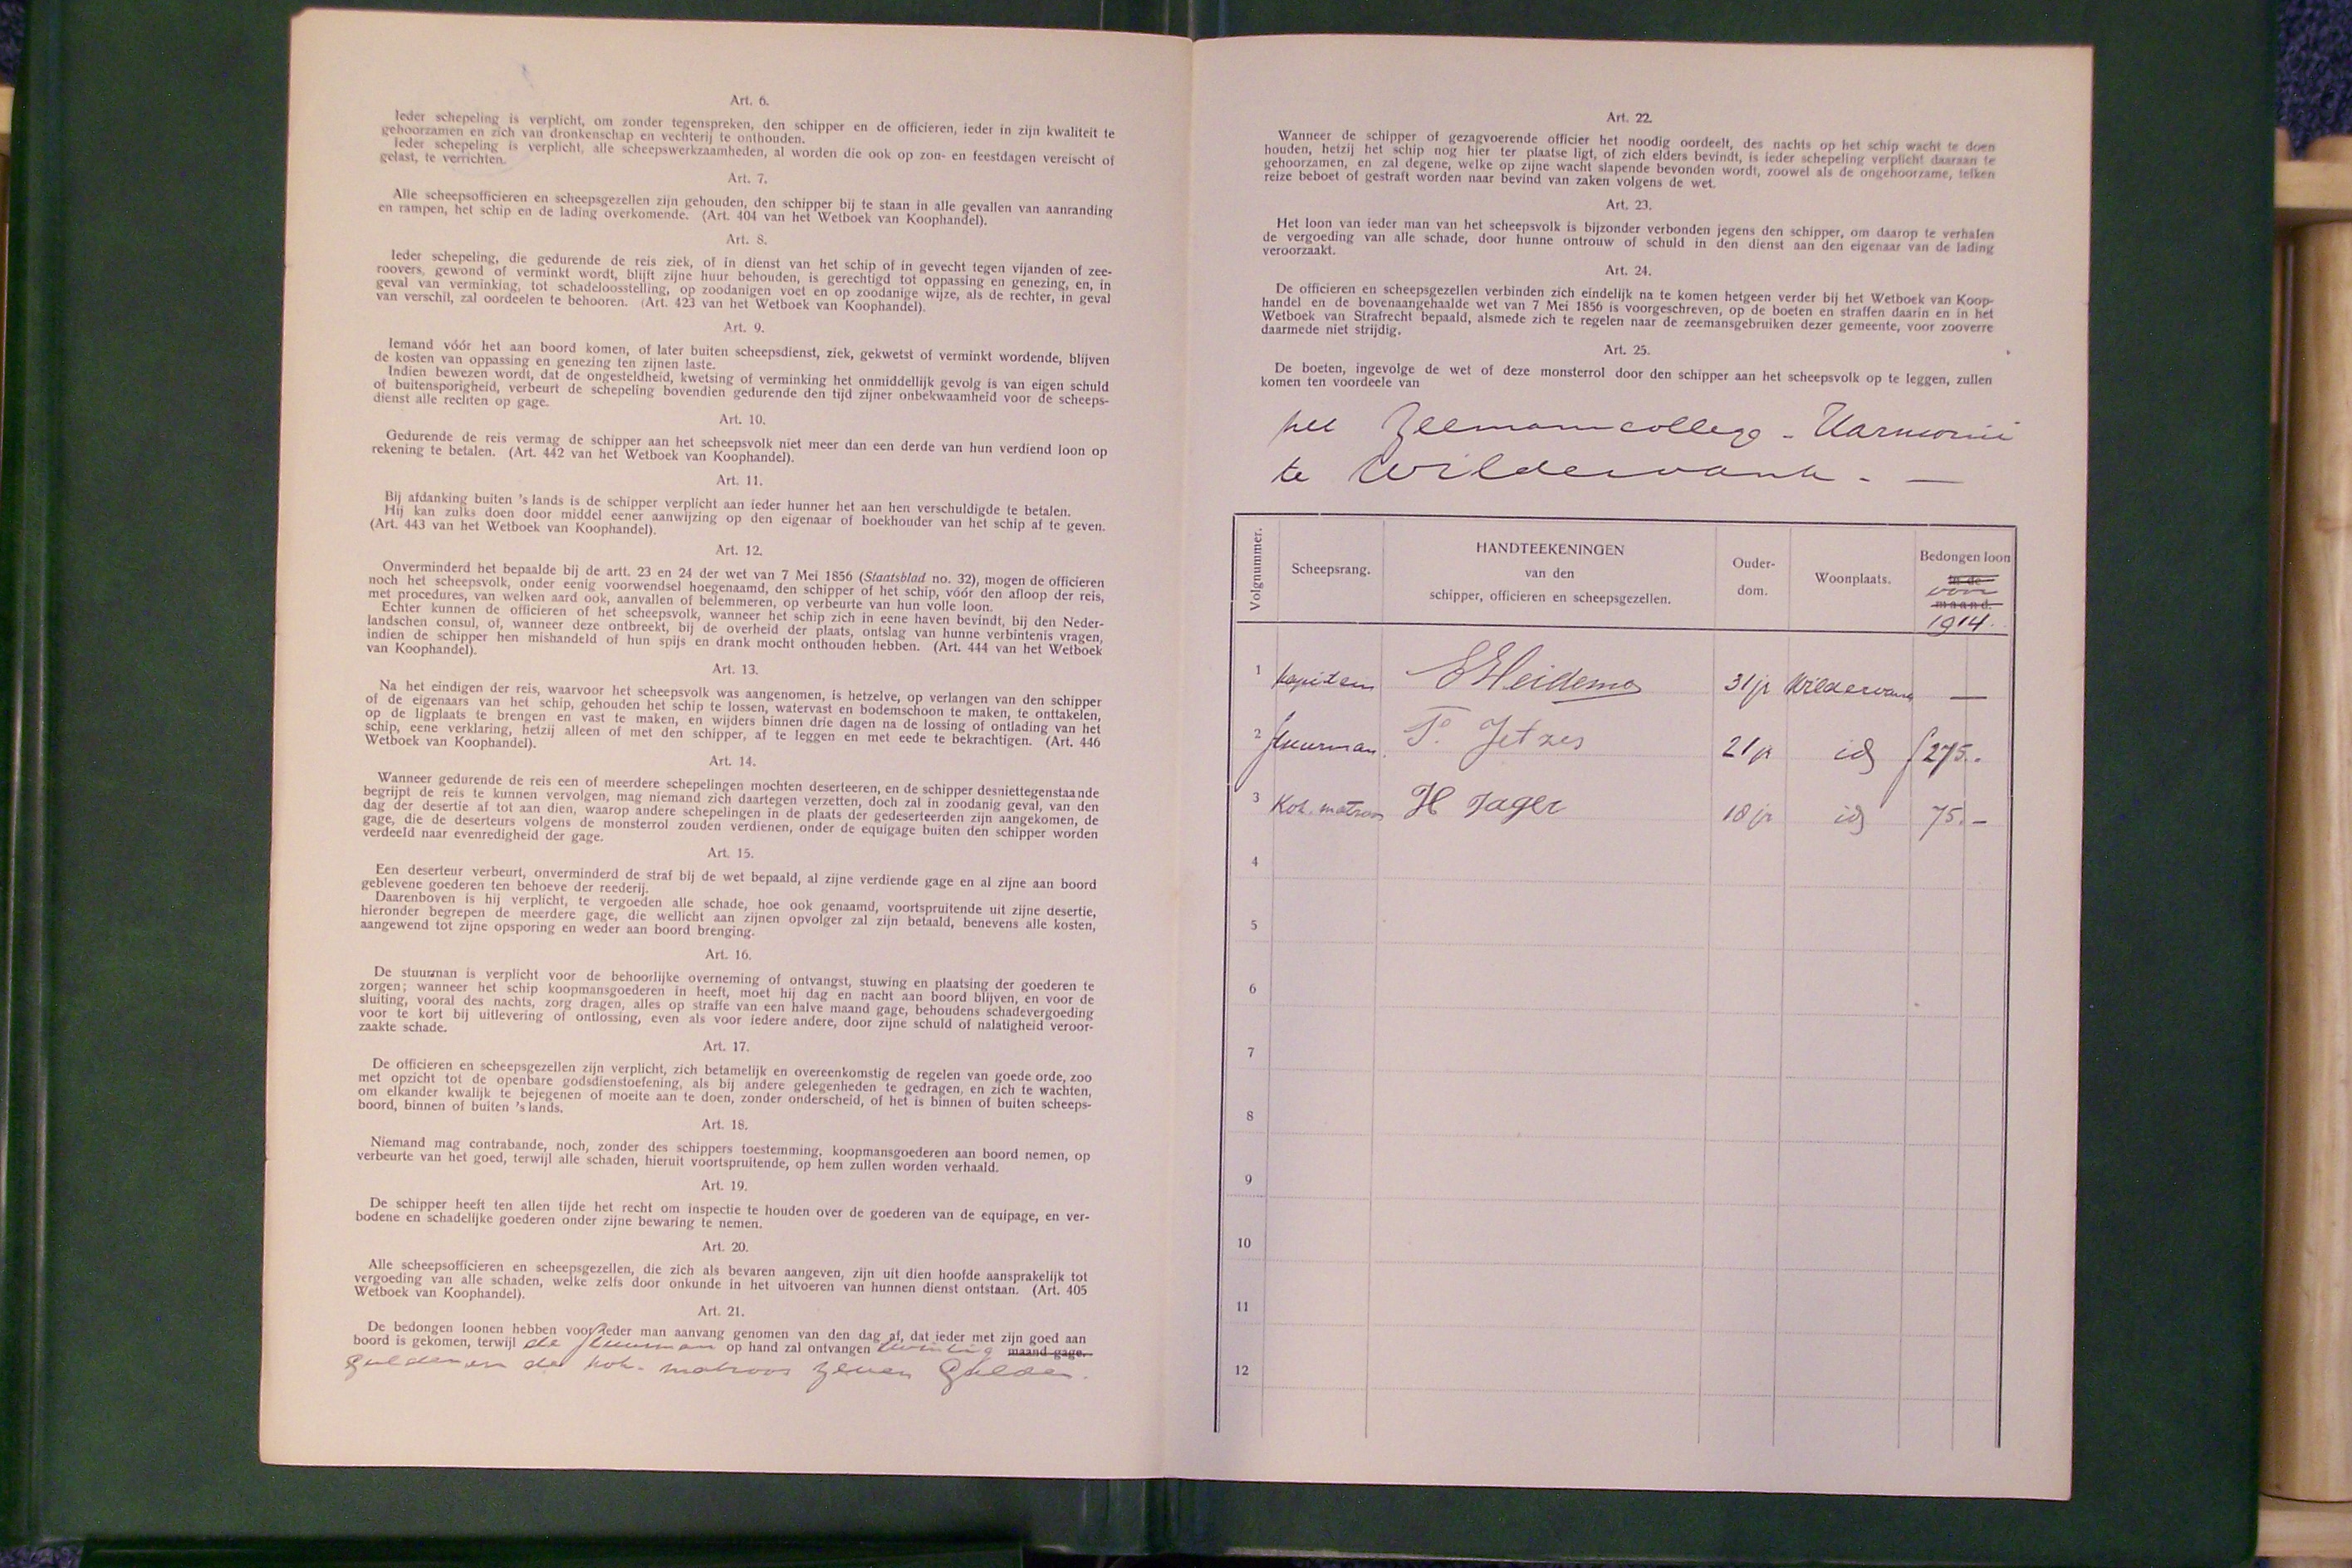 Art. 6.
Ieder schepeling is verplicht, om zonder tegenspreken, den schipper en de officieren, ieder in zijn kwaliteit te
gehoorzamen en zich van dronkenschap en vechterij te onthouden.
Ieder schepeling is verplicht, alle scheepswerkzaamheden, al worden die ook op zon- en feestdagen vereischt of
gelast, te verrichten.
Art. 7.
Alle scheepsofficieren en scheepsgezellen zijn gehouden, den schipper bij te staan in alle gevallen van aanranding
en rampen, het schip en de lading overkomende. (Art. 404 van het Wetboek van Koophandel).
Art. 8.
Ieder schepeling, die gedurende de reis ziek, of in dienst van het schip of in gevecht tegen vijanden of zee-
roovers, gewond of verminkt wordt, blijft zijne huur behouden, is gerechtigd tot oppassing en genezing, en, in
geval van verminking, tot schadeloosstelling, op zoodanigen voet en op zoodanige wijze, als de rechter, in geval
van verschil, zal oordeelen te behooren. (Art. 423 van het Wetboek van Koophandel).
Art. 9.
Iemand vóór het aan boord komen, of later buiten scheepsdienst, ziek, gekwetst of verminkt wordende, blijven
de kosten van oppassing en genezing ten zijnen laste.
Indien bewezen wordt, dat de ongesteldheid, kwetsing of verminking het onmiddellijk gevolg is van eigen schuld
of buitensporigheid, verbeurt de schepeling bovendien gedurende den tijd zijner onbekwaamheid voor de scheeps-
dienst alle rechten op gage.
Art. 10.
Gedurende de reis vermag de schipper aan het scheepsvolk niet meer dan een derde van hun verdiend loon op
rekening te betalen. (Art. 442 van het Wetboek van Koophandel).
Art. 11.
Bij afdanking buiten 's lands is de schipper verplicht aan ieder hunner het aan hen verschuldigde te betalen.
Hij kan zulks doen door middel eener aanwijzing op den eigenaar of boekhouder van het schip af te geven.
(Art. 443 van het Wetboek van Koophandel).
Art. 12.
Onverminderd het bepaalde bij de artt. 23 en 24 der wet van 7 Mei 1856 (Staatsblad no. 32), mogen de officieren
noch het scheepsvolk, onder eenig voorwendsel hoegenaamd, den schipper of het schip, vóór den afloop der reis,
met procedures, van welken aard ook, aanvallen of belemmeren, op verbeurte van hun volle loon.
Echter kunnen de officieren of het scheepsvolk, wanneer het schip zich in eene haven bevindt, bij den Neder-
landschen consul, of, wanneer deze ontbreekt, bij de overheid der plaats, ontslag van hunne verbintenis vragen,
indien de schipper hen mishandeld of hun spijs en drank mocht onthouden hebben. (Art. 444 van het Wetboek
van Koophandel).
Art. 13.
Na het eindigen der reis, waarvoor het scheepsvolk was aangenomen, is hetzelve, op verlangen van den schipper
of de eigenaars van het schip, gehouden het schip te lossen, watervast en bodemschoon te maken, te onttakelen,
op de ligplaats te brengen en vast te maken, en wijders binnen drie dagen na de lossing of ontlading van het
schip, eene verklaring, hetzij alleen of met den schipper, af te leggen en met eede te bekrachtigen. (Art. 446
Wetboek van Koophandel).
Art. 14.
Wanneer gedurende de reis een of meerdere schepelingen mochten deserteeren, en de schipper desniettegenstaande
begrijpt de reis te kunnen vervolgen, mag niemand zich daartegen verzetten, doch zal in zoodanig geval, van den
dag der desertie af tot aan dien, waarop andere schepelingen in de plaats der gedeserteerden zijn aangekomen, de
gage, die de deserteurs volgens de monsterrol zouden verdienen, onder de equigage buiten den schipper worden
verdeeld naar evenredigheid der gage.
Art. 15.
Een deserteur verbeurt, onverminderd de straf bij de wet bepaald, al zijne verdiende gage en al zijne aan boord
geblevene goederen ten behoeve der reederij.
Daarenboven is hij verplicht, te vergoeden alle schade, hoe ook genaamd, voortspruitende uit zijne desertie,
hieronder begrepen de meerdere gage, die wellicht aan zijnen opvolger zal zijn betaald, benevens alle kosten,
aangewend tot zijne opsporing en weder aan boord brenging.
Art. 16.
De stuurman is verplicht voor de behoorlijke overneming of ontvangst, stuwing en plaatsing der goederen te
zorgen; wanneer het schip koopmansgoederen in heeft, moet hij dag en nacht aan boord blijven, en voor de
sluiting, vooral des nachts, zorg dragen, alles op straffe van een halve maand gage, behoudens schadevergoeding
voor te kort bij uitlevering of ontlossing, even als voor iedere andere, door zijne schuld of nalatigheid veroor-
zaakte schade.
Art. 17.
De officieren en scheepsgezellen zijn verplicht, zich betamelijk en overeenkomstig de regelen van goede orde, zoo
met opzicht tot de openbare godsdienstoefening, als bij andere gelegenheden te gedragen, en zich te wachten,
om elkander kwalijk te bejegenen of moeite aan te doen, zonder onderscheid, of het is binnen of buiten scheeps-
boord, binnen of buiten 's lands.
Art. 18.
Niemand mag contrabande, noch, zonder des schippers toestemming, koopmansgoederen aan boord nemen, op
verbeurte van het goed, terwijl alle schaden, hieruit voortspruitende, op hem zullen worden verhaald.
Art. 19.
De schipper heeft ten allen tijde het recht om inspectie te houden over de goederen van de equipage, en ver-
bodene en schadelijke goederen onder zijne bewaring te nemen.
Art. 20.
Alle scheepsofficieren en scheepsgezellen, die zich als bevaren aangeven, zijn uit dien hoofde aansprakelijk tot
vergoeding van alle schaden, welke zelfs door onkunde in het uitvoeren van hunnen dienst ontstaan. (Art. 405
Wetboek van Koophandel).
Art. 21.
De bedongen loonen hebben voor ieder man aanvang genomen van den dag af, dat ieder met zijn goed aan
boord is gekomen, terwijl de stuurman op hand zal ontvangen twintig maand gage.
gulden en de kok-matroos zeven gulden.
Art. 22.
Wanneer de schipper of gezagvoerende officier het noodig oordeelt, des nachts op het schip wacht te doen
houden, hetzij het schip nog hier ter plaatse ligt, of zich elders bevindt, is ieder schepeling verplicht daaraan te
gehoorzamen, en zal degene, welke op zijne wacht slapende bevonden wordt, zoowel als de ongehoorzame, telken
reize beboet of gestraft worden naar bevind van zaken volgens de wet.
Art. 23.
Het loon van ieder man van het scheepsvolk is bijzonder verbonden jegens den schipper, om daarop te verhalen
de vergoeding van alle schade, door hunne ontrouw of schuld in den dienst aan den eigenaar van de lading
veroorzaakt.
Art. 24.
De officieren en scheepsgezellen verbinden zich eindelijk na te komen hetgeen verder bij het Wetboek van Koop-
handel en de bovenaangehaalde wet van 7 Mei 1856 is voorgeschreven, op de boeten en straffen daarin en in het
Wetboek van Strafrecht bepaald, alsmede zich te regelen naar de zeemansgebruiken dezer gemeente, voor zooverre
daarmede niet strijdig.
Art. 25.
De boeten, ingevolge de wet of deze monsterrol door den schipper aan het scheepsvolk op te leggen, zullen
komen ten voordeele van
het Zeemanscollege - Harmonie
te Wildervank. —
Volgnummer. Scheepsrang. HANDTEEKENINGEN van den schipper, officieren en scheepsgezellen. Ouder-dom. Woonplaats. Bedongen loon in de maand. voor 1914.
1 kapitein Heidema 31 jr Wildervank —
2 stuurman. T. Jetzes 21 jr id f 275.-
3 Kok. matroos H Jager 18 jr id 75.-
4
5
6
7
8
9
10
11
12